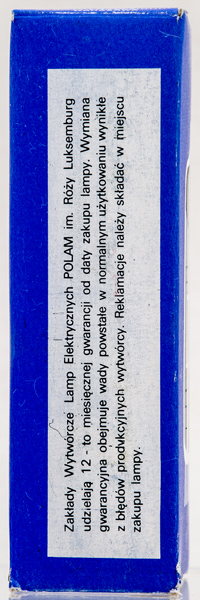 Zakłady Wytwórcze Lamp Elektrycznych POLAM im. Róży Luksemburg
udzielają 12 - to miesięcznej gwarancji od daty zakupu lampy. Wymiana
gwarancyjna obejmuje wady powstałe w normalnym użytkowaniu wynikłe
z błędów produkcyjnych wytwórcy. Reklamacje należy składać w miejscu
zakupu lampy.